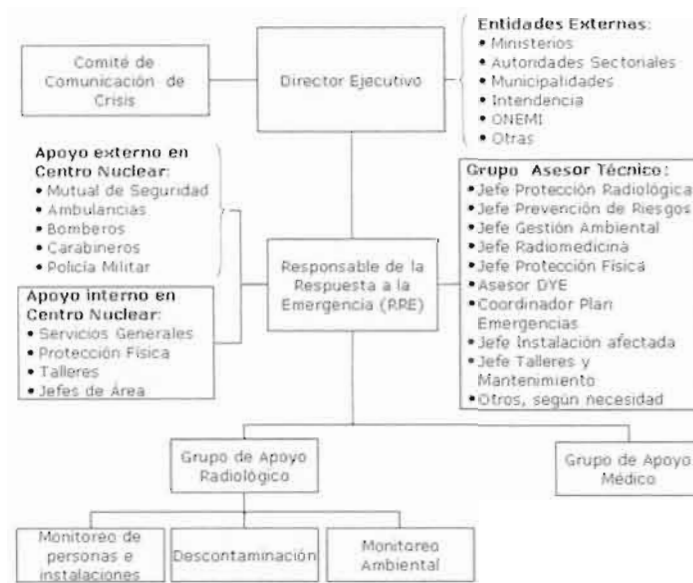 Comité de
Comunicación de
Crisis
Director Ejecutivo
Entidades Externas:
• Ministerios
• Autoridades Sectoriales
• Municipalidades
• Intendencia
• ONEMI
• Otras
Apoyo externo en
Centro Nuclear:
• Mutual de Seguridad
• Ambulancias
• Bomberos
• Carabineros
• Policía Militar
Apoyo interno en
Centro Nuclear:
• Servicios Generales
• Protección Física
• Talleres
• Jefes de Área
Responsable de la
Respuesta a la
Emergencia (RRE)
Grupo Asesor Técnico:
• Jefe Protección Radiológica
• Jefe Prevención de Riesgos
• Jefe Gestión Ambiental
• Jefe Radiomedicina
• Jefe Protección Física
• Asesor DYE
• Coordinador Plan
Emergencias
• Jefe Instalación afectada
• Jefe Talleres y
Mantenimiento
• Otros, según necesidad
Grupo de Apoyo
Radiológico
Grupo de Apoyo
Médico
Monitoreo de
personas e
instalaciones
Descontaminación
Monitoreo
Ambiental